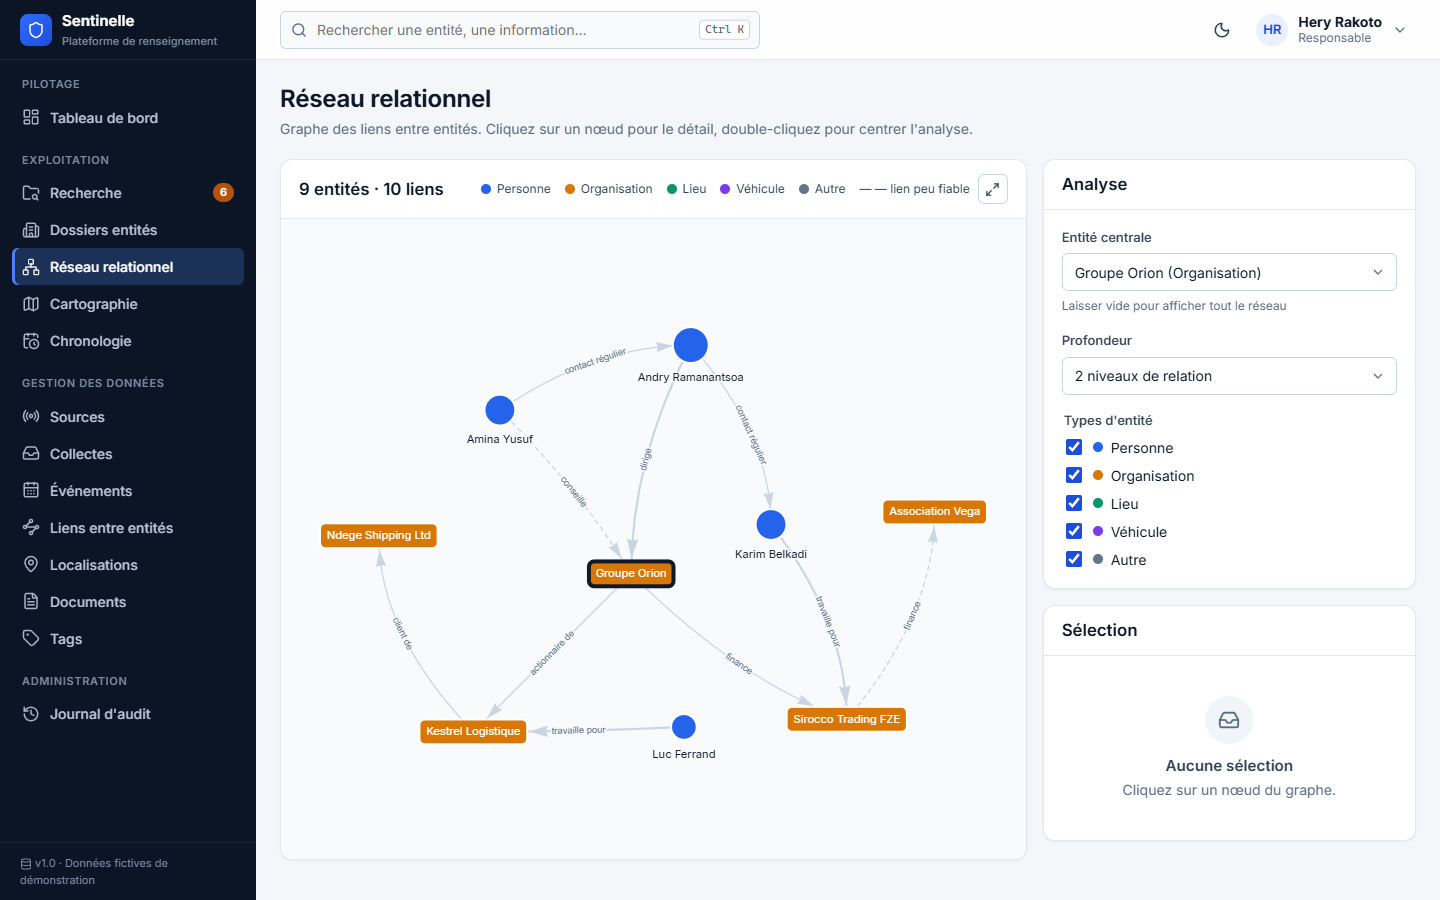 Sentinelle
Plateforme de renseignement
PILOTAGE
Tableau de bord
EXPLOITATION
Recherche 6
Dossiers entités
Réseau relationnel
Cartographie
Chronologie
GESTION DES DONNÉES
Sources
Collectes
Événements
Liens entre entités
Localisations
Documents
Tags
ADMINISTRATION
Journal d'audit
v1.0 · Données fictives de
démonstration
Rechercher une entité, une information... Ctrl K
HR
Hery Rakoto
Responsable
Réseau relationnel
Graphe des liens entre entités. Cliquez sur un nœud pour le détail, double-cliquez pour centrer l'analyse.
9 entités · 10 liens
Personne Organisation Lieu Véhicule Autre — — lien peu fiable
contact régulier
Andry Ramanantsoa
Amina Yusuf
contact régulier
dirige
conseille
Association Vega
Ndege Shipping Ltd
Karim Belkadi
Groupe Orion
travaille pour
finance
client de
actionnaire de
finance
Sirocco Trading FZE
Kestrel Logistique
travaille pour
Luc Ferrand
Analyse
Entité centrale
Groupe Orion (Organisation)
Laisser vide pour afficher tout le réseau
Profondeur
2 niveaux de relation
Types d'entité
Personne
Organisation
Lieu
Véhicule
Autre
Sélection
Aucune sélection
Cliquez sur un nœud du graphe.